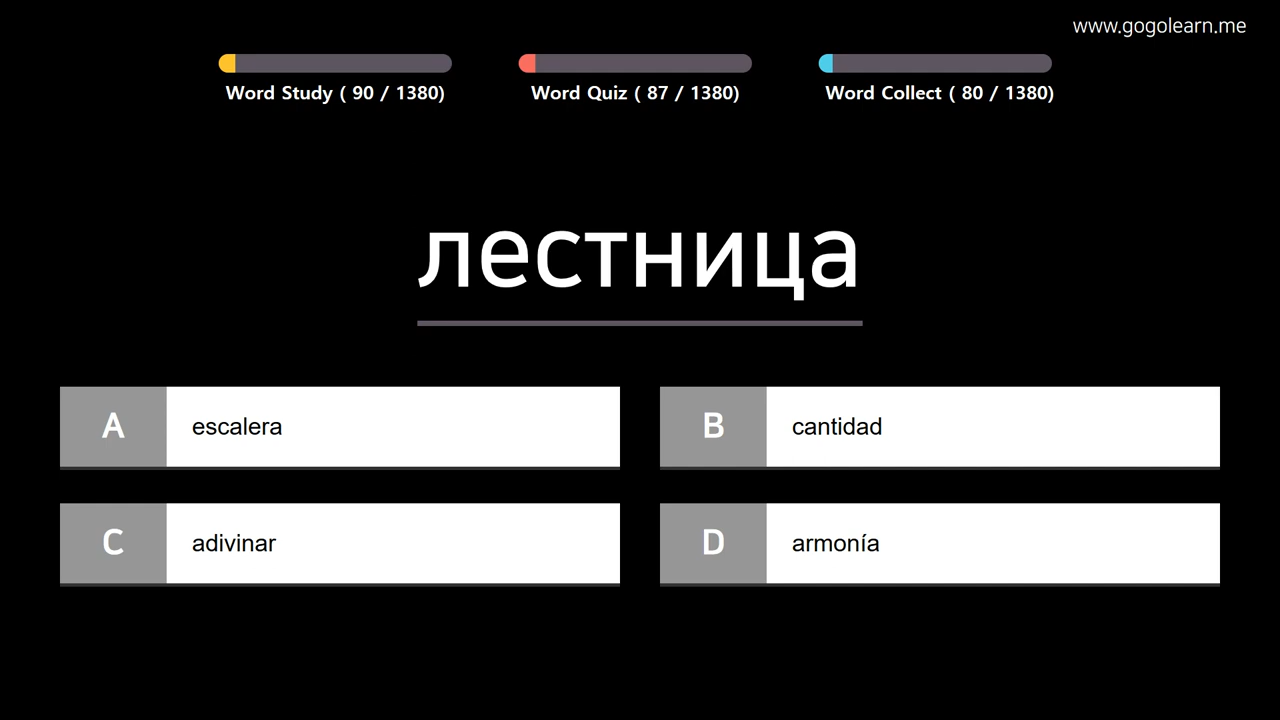 www.gogolearn.me
Word Study ( 90 / 1380)
Word Quiz ( 87 / 1380)
Word Collect ( 80 / 1380)
лестница
A escalera
B cantidad
C adivinar
D armonía